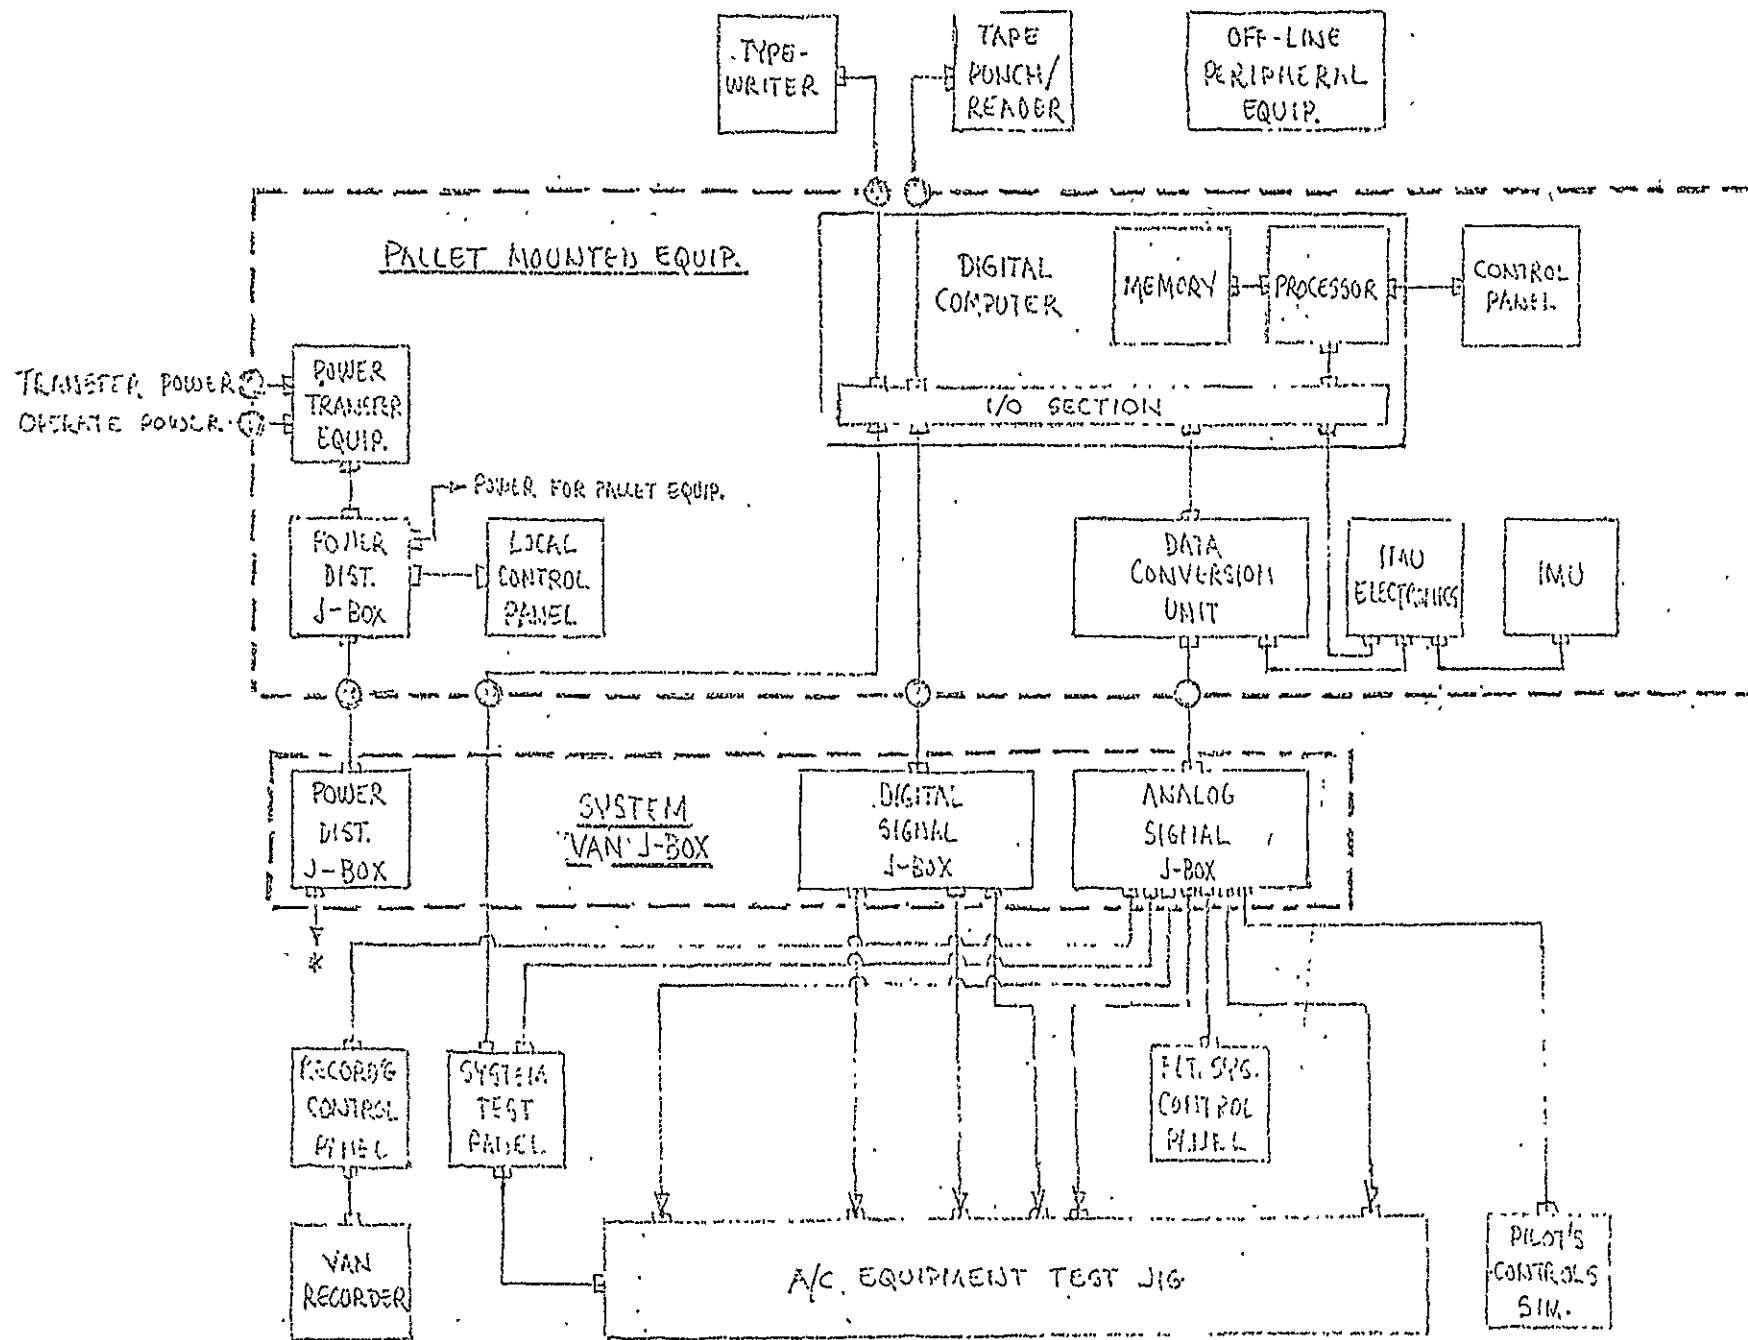 TYPE-
WRITER
TAPE
PUNCH/
READER
OFF-LINE
PERIPHERAL
EQUIP.
PALLET MOUNTED EQUIP.
DIGITAL
COMPUTER
MEMORY
PROCESSOR
CONTROL
PANEL
I/O SECTION
TRANSFER POWER
OPERATE POWER
POWER
TRANSFER
EQUIP.
POWER FOR PALLET EQUIP.
POWER
DIST.
J-BOX
LOCAL
CONTROL
PANEL
DATA
CONVERSION
UNIT
IMU
ELECTRONICS
IMU
POWER
DIST.
J-BOX
SYSTEM
"VAN" J-BOX
DIGITAL
SIGNAL
J-BOX
ANALOG
SIGNAL
J-BOX
*
RECORD'G
CONTROL
PANEL
SYSTEM
TEST
PANEL
FLT. SYS.
CONTROL
PANEL
VAN
RECORDER
A/C EQUIPMENT TEST JIG
PILOT'S
CONTROLS
SIM.